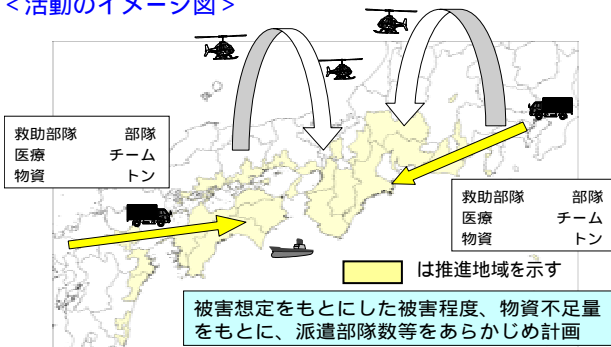 <活動のイメージ図>
救助部隊 部隊
医療 チーム
物資 トン
救助部隊 部隊
医療 チーム
物資 トン
は推進地域を示す
被害想定をもとにした被害程度、物資不足量
をもとに、派遣部隊数等をあらかじめ計画